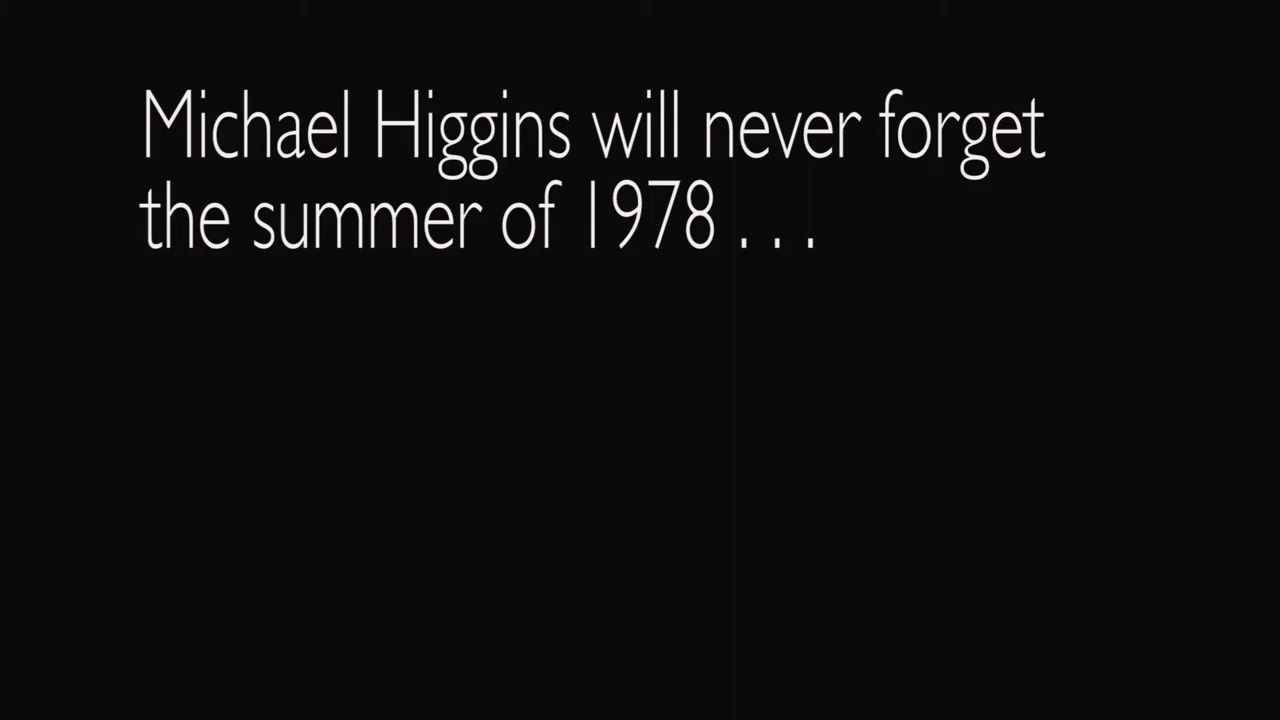 Michael Higgins will never forget
the summer of 1978 . . .